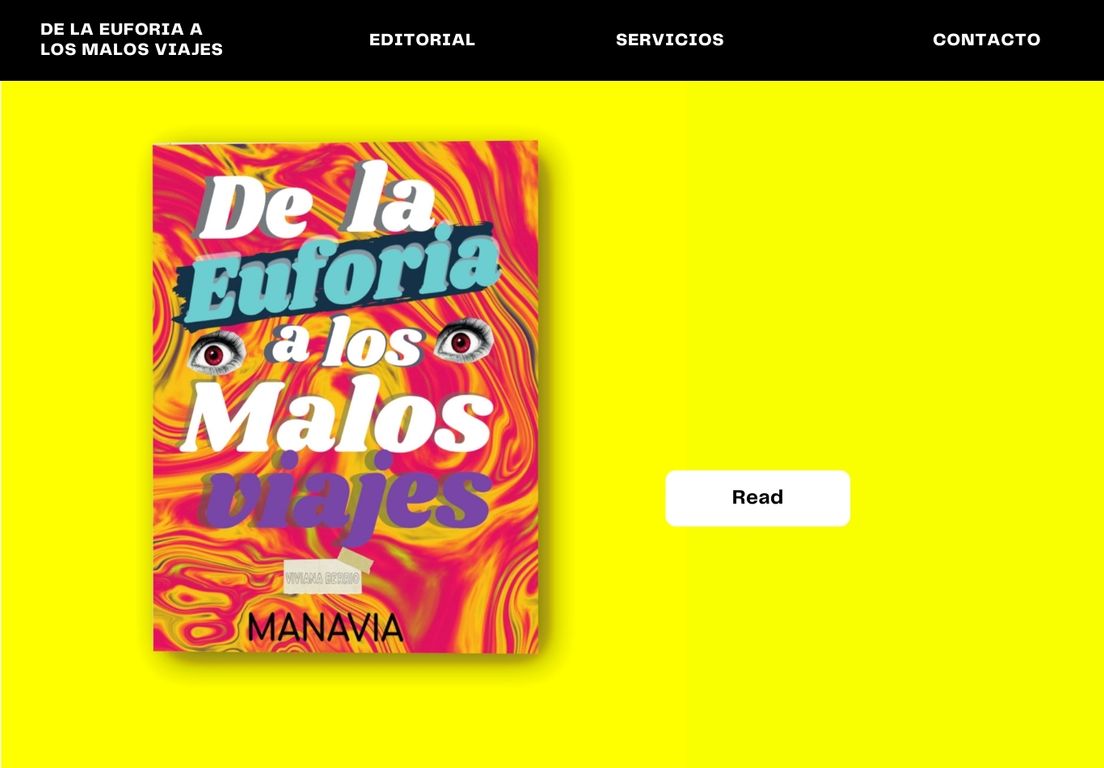 DE LA EUFORIA A
LOS MALOS VIAJES
EDITORIAL
SERVICIOS
CONTACTO
De la
Euforia
a los
Malos
viajes
VIVIANA BERRIO
MANAVIA
Read